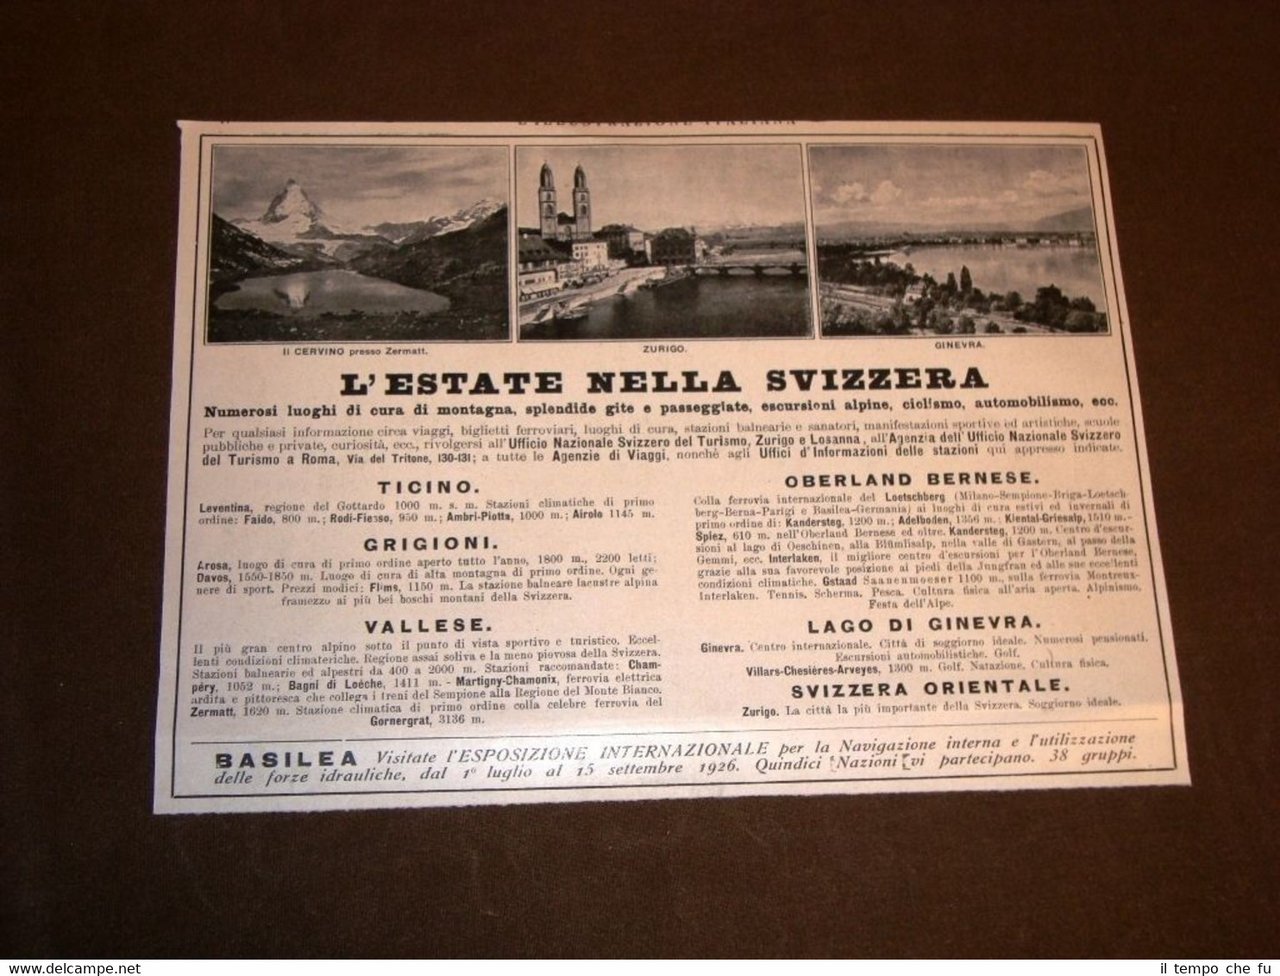 L'ILLUSTRAZIONE ITALIANA
Il CERVINO presso Zermatt.
ZURIGO.
GINEVRA.
L'ESTATE NELLA SVIZZERA
Numerosi luoghi di cura di montagna, splendide gite e passeggiate, escursioni alpine, ciclismo, automobilismo, ecc.
Per qualsiasi informazione circa viaggi, biglietti ferroviari, luoghi di cura, stazioni balnearie e sanatori, manifestazioni sportive ed artistiche, scuole
pubbliche e private, curiosità, ecc., rivolgersi all'Ufficio Nazionale Svizzero del Turismo, Zurigo e Losanna, all'Agenzia dell'Ufficio Nazionale Svizzero
del Turismo a Roma, Via del Tritone, 130-131; a tutte le Agenzie di Viaggi, nonchè agli Uffici d'Informazioni delle stazioni qui appresso indicate.
TICINO.
Leventina, regione del Gottardo 1000 m. s. m. Stazioni climatiche di primo
ordine: Faido, 800 m.; Rodi-Fiesso, 950 m.; Ambri-Piotta, 1000 m.; Airolo 1145 m.
GRIGIONI.
Arosa, luogo di cura di primo ordine aperto tutto l'anno, 1800 m., 2200 letti;
Davos, 1550-1850 m. Luogo di cura di alta montagna di primo ordine. Ogni ge-
nere di sport. Prezzi modici: Flims, 1150 m. La stazione balneare lacustre alpina
frammezzo ai più bei boschi montani della Svizzera.
VALLESE.
Il più gran centro alpino sotto il punto di vista sportivo e turistico. Eccel-
lenti condizioni climateriche. Regione assai soliva e la meno piovosa della Svizzera.
Stazioni balnearie ed alpestri da 400 a 2000 m. Stazioni raccomandate: Cham-
péry, 1052 m.; Bagni di Loèche, 1411 m. - Martigny-Chamonix, ferrovia elettrica
ardita e pittoresca che collega i treni del Sempione alla Regione del Monte Bianco.
Zermatt, 1620 m. Stazione climatica di primo ordine colla celebre ferrovia del
Gornergrat, 3136 m.
OBERLAND BERNESE.
Colla ferrovia internazionale del Loetschberg (Milano-Sempione-Briga-Loetsch-
berg-Berna-Parigi e Basilea-Germania) ai luoghi di cura estivi ed invernali di
primo ordine di: Kandersteg, 1200 m.; Adelboden, 1356 m.; Kiental-Griesalp, 1510 m.-
Spiez, 610 m. nell'Oberland Bernese ed oltre. Kandersteg, 1200 m. Centro d'escur-
sioni al lago di Oeschinen, alla Blümlisalp, nella valle di Gastern, al passo della
Gemmi, ecc. Interlaken, il migliore centro d'escursioni per l'Oberland Bernese,
grazie alla sua favorevole posizione ai piedi della Jungfrau ed alle sue eccellenti
condizioni climatiche. Gstaad Saanenmoeser 1100 m., sulla ferrovia Montreux-
Interlaken. Tennis. Scherma. Pesca. Cultura fisica all'aria aperta. Alpinismo.
Festa dell'Alpe.
LAGO DI GINEVRA.
Ginevra. Centro internazionale. Città di soggiorno ideale. Numerosi pensionati.
Escursioni automobilistiche. Golf.
Villars-Chesières-Arveyes, 1300 m. Golf. Natazione, Cultura fisica.
SVIZZERA ORIENTALE.
Zurigo. La città la più importante della Svizzera. Soggiorno ideale.
BASILEA Visitate l'ESPOSIZIONE INTERNAZIONALE per la Navigazione interna e l'utilizzazione
delle forze idrauliche, dal 1° luglio al 15 settembre 1926. Quindici Nazioni vi partecipano. 38 gruppi.
il tempo che fu